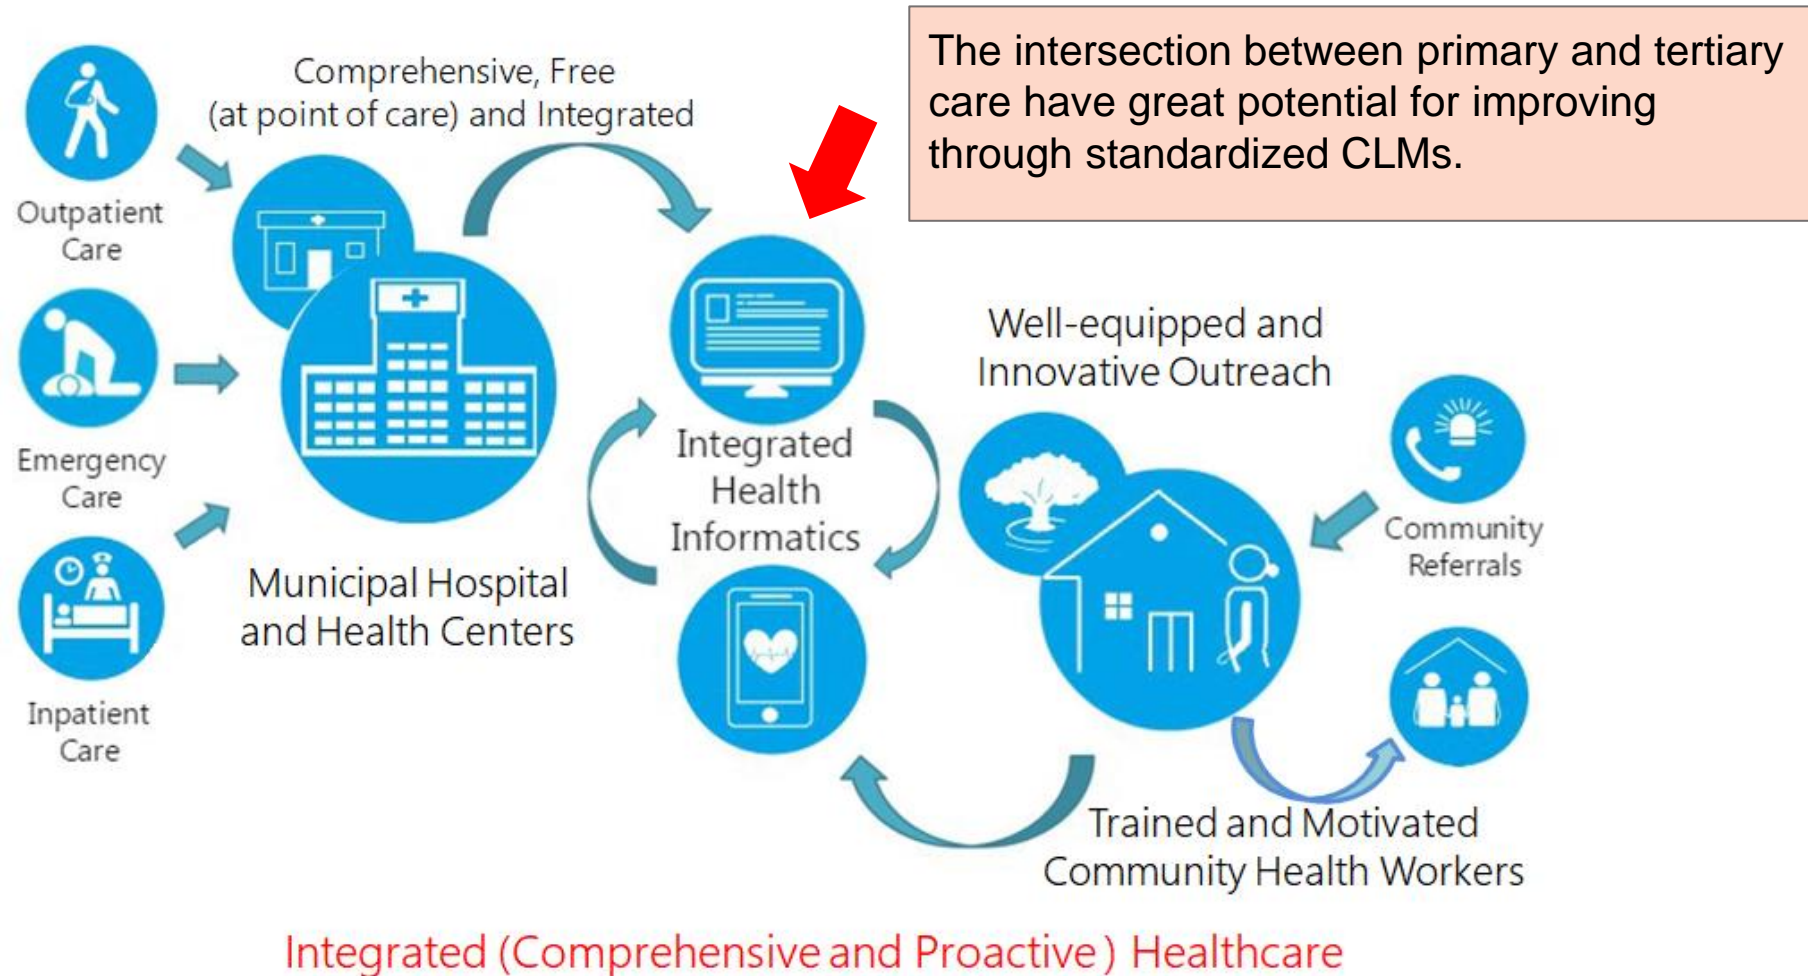 Comprehensive, Free
(at point of care) and Integrated
The intersection between primary and tertiary
care have great potential for improving
through standardized CLMs.
Outpatient
Care
Emergency
Care
Inpatient
Care
Municipal Hospital
and Health Centers
Integrated
Health
Informatics
Well-equipped and
Innovative Outreach
Community
Referrals
Trained and Motivated
Community Health Workers
Integrated (Comprehensive and Proactive) Healthcare